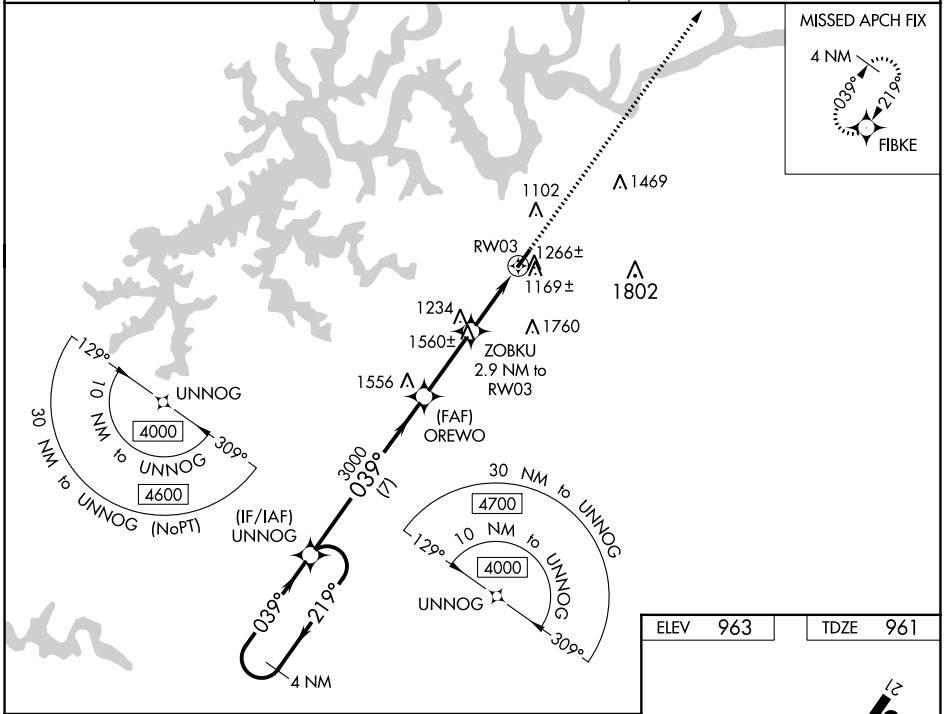 MISSED APCH FIX
4 NM
039°
219°
FIBKE
1469
1102
RW03
1266±
1169±
1802
1234
1560±
1760
ZOBKU
2.9 NM to
RW03
1556
(FAF)
OREWO
129°
UNNOG
10 NM to UNNOG
4000
309°
30 NM to UNNOG (NoPT)
4600
3000
039°
(7)
(IF/IAF)
UNNOG
30 NM to UNNOG
4700
10 NM to UNNOG
129°
4000
UNNOG
309°
039°
219°
4 NM
ELEV 963
TDZE 961
21